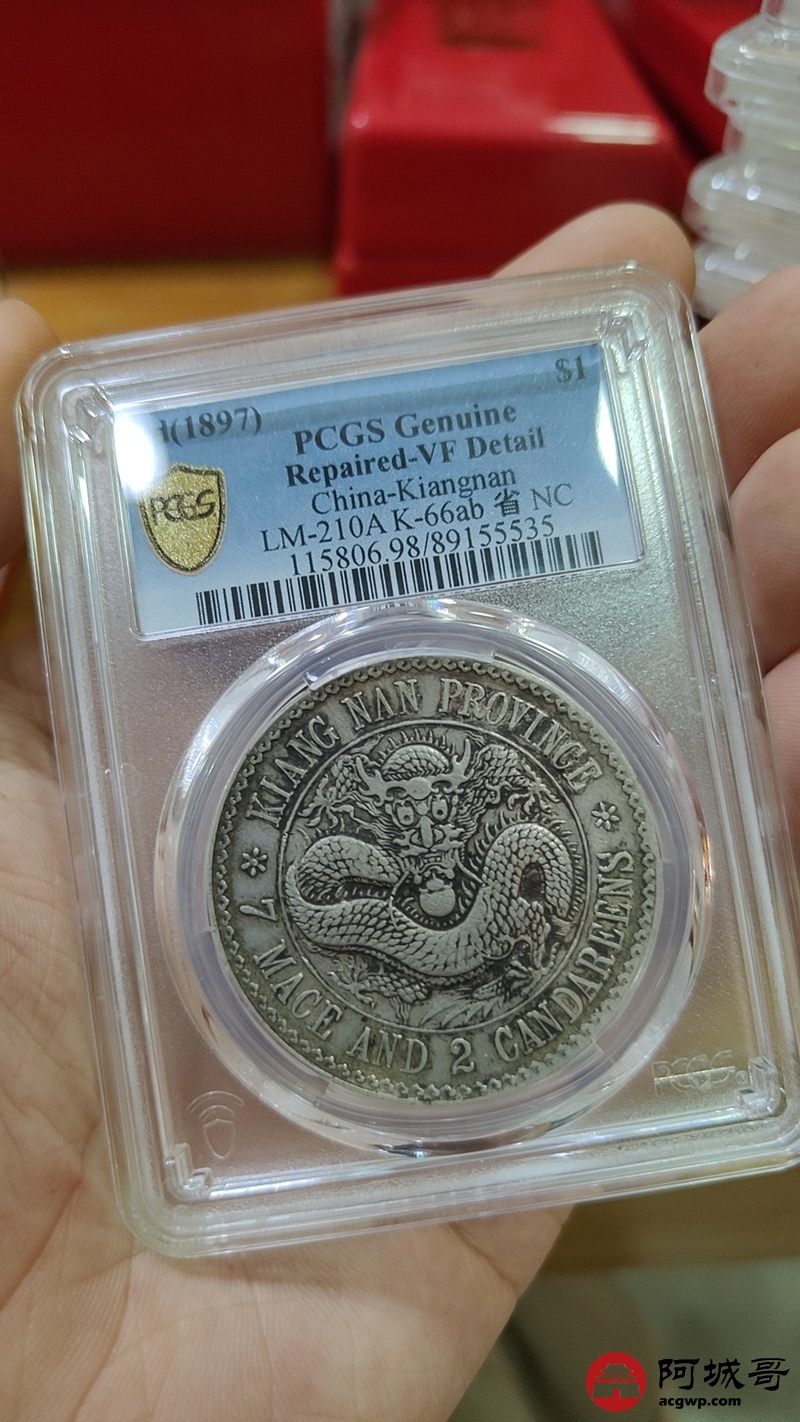 (1897)
$1
PCGS Genuine
Repaired-VF Detail
China-Kiangnan
LM-210A K-66ab 省 NC
115806.98/89155535
PCGS
KIANG NAN PROVINCE
7 MACE AND 2 CANDAREENS
PCGS
阿城哥
acgwp.com